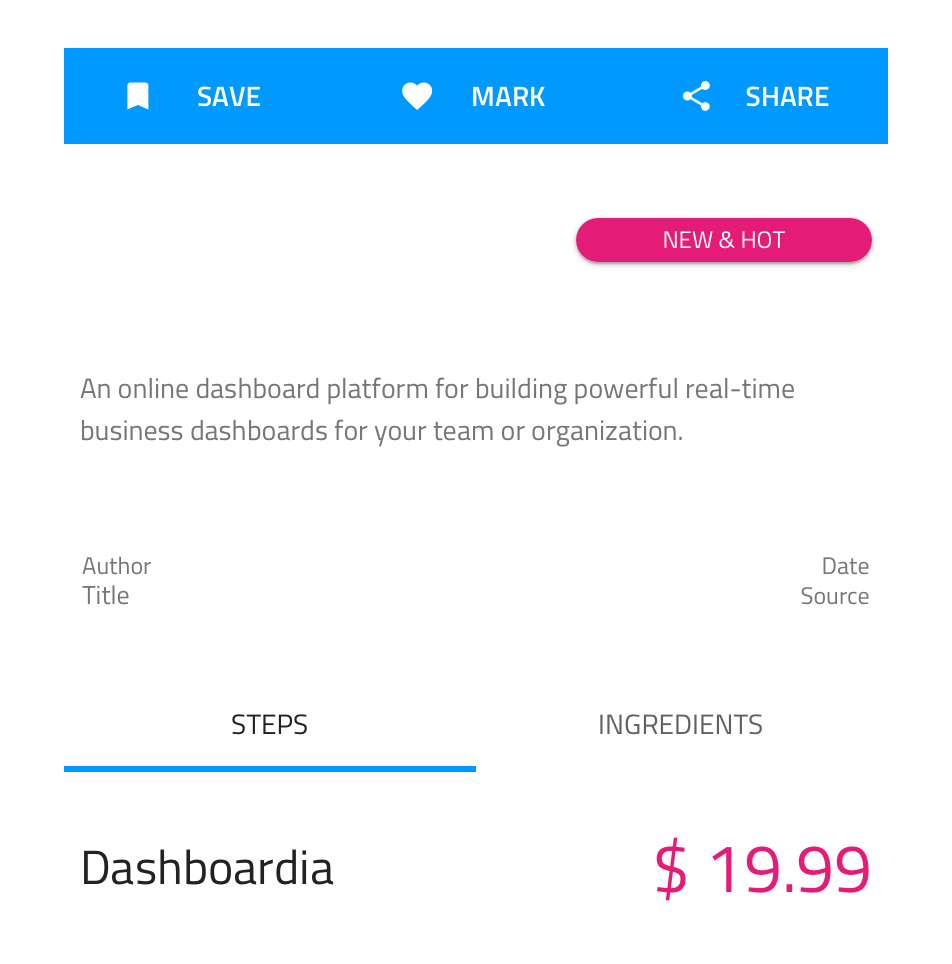 SAVE MARK SHARE
NEW & HOT
An online dashboard platform for building powerful real-time
business dashboards for your team or organization.
Author Date
Title Source
STEPS INGREDIENTS
Dashboardia $ 19.99